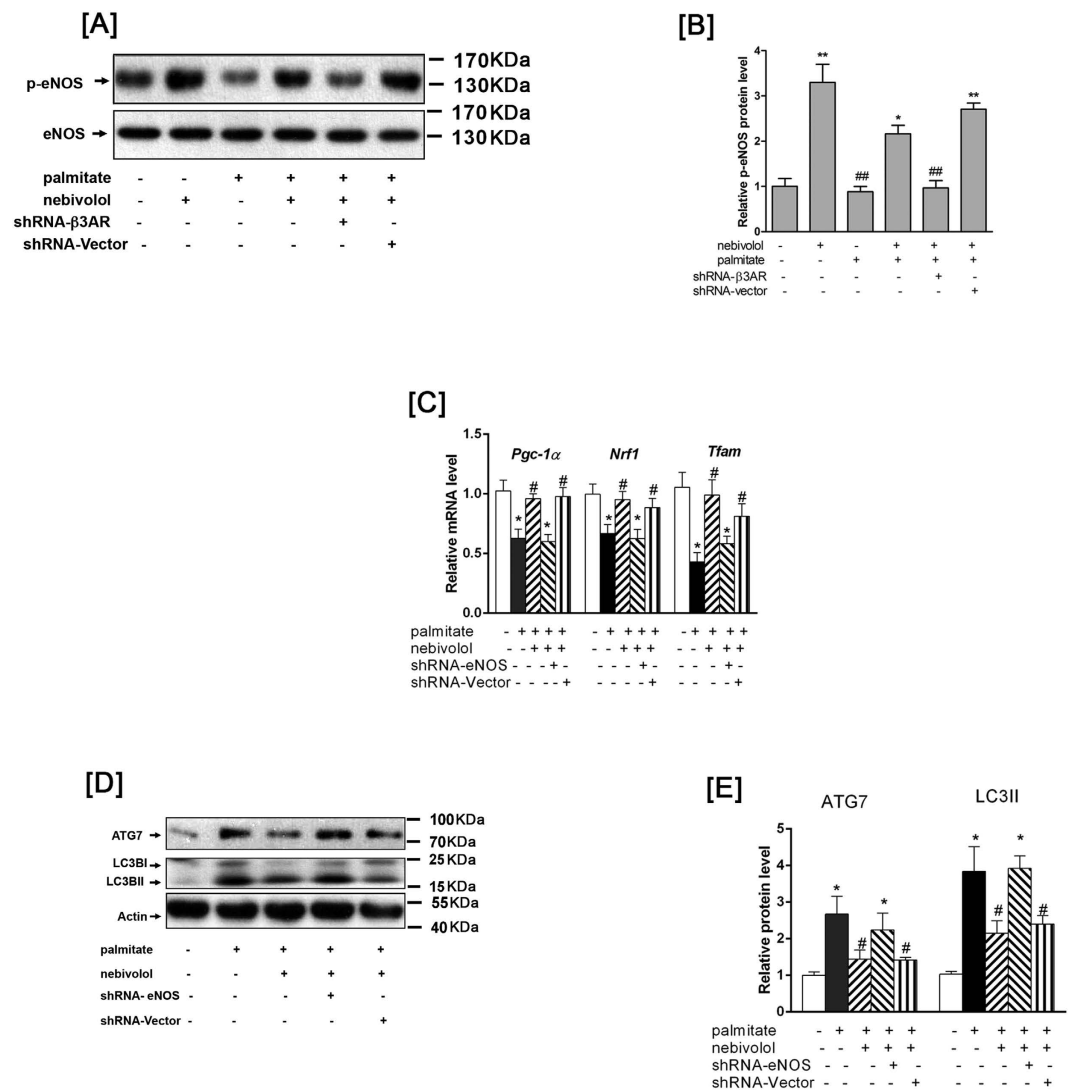 [A]
170KDa
p-eNOS
130KDa
170KDa
eNOS
130KDa
palmitate - - + + + +
nebivolol - + - + + +
shRNA-β3AR - - - - + -
shRNA-Vector - - - - - +
[B]
Relative p-eNOS protein level
4
3
2
1
0
** ## * ## **
nebivolol - + - + + +
palmitate - - + + + +
shRNA-β3AR - - - - + -
shRNA-vector - - - - - +
[C]
Relative mRNA level
1.5
1.0
0.5
0.0
Pgc-1α Nrf1 Tfam
* # * # * # * # * # * #
palmitate - + + + + - + + + + - + + + +
nebivolol - - + + + - - + + + - - + + +
shRNA-eNOS - - - + - - - - + - - - - + -
shRNA-Vector - - - - + - - - - + - - - - +
[D]
100KDa
ATG7
70KDa
LC3BI
25KDa
LC3BII
15KDa
55KDa
Actin
40KDa
palmitate - + + + +
nebivolol - - + + +
shRNA- eNOS - - - + -
shRNA-Vector - - - - +
[E]
ATG7 LC3II
Relative protein level
5
4
3
2
1
0
* # * # * # * #
palmitate - + + + + - + + + +
nebivolol - - + + + - - + + +
shRNA-eNOS - - - + - - - - + -
shRNA-Vector - - - - + - - - - +